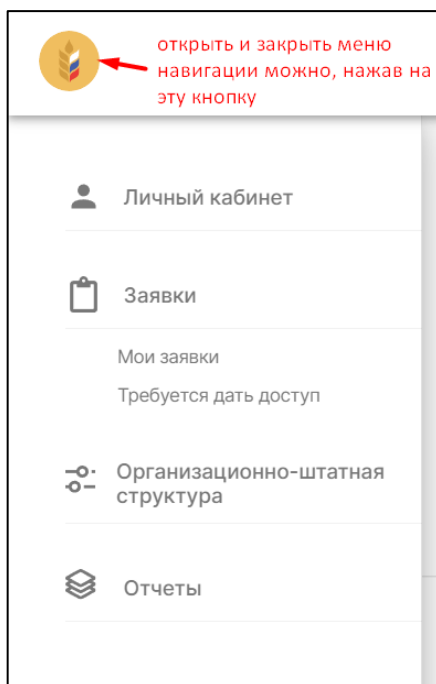 открыть и закрыть меню
навигации можно, нажав на
эту кнопку
Личный кабинет
Заявки
Мои заявки
Требуется дать доступ
Организационно-штатная
структура
Отчеты